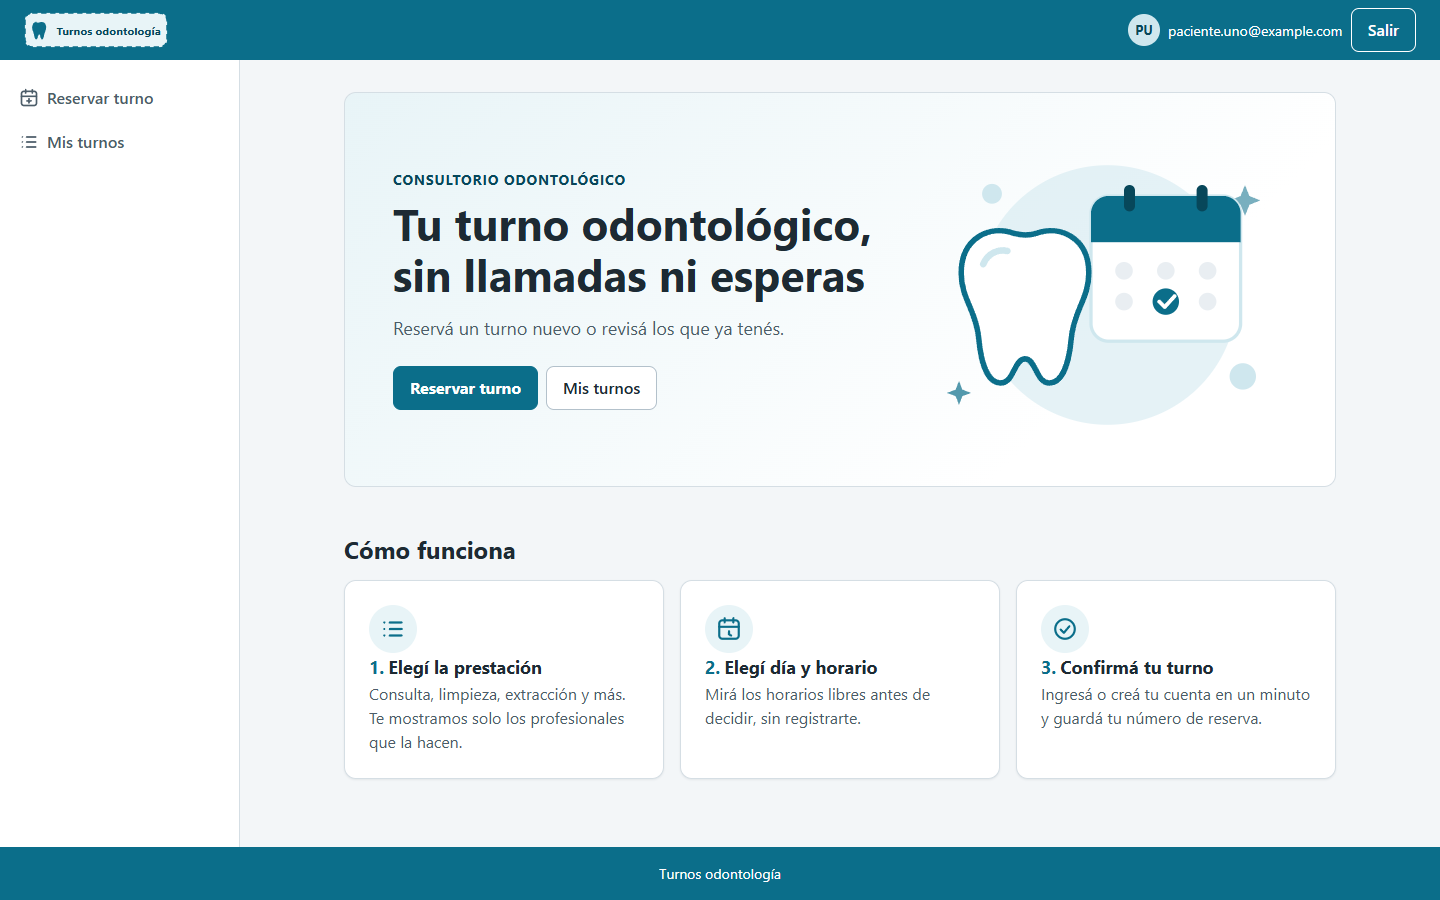 Turnos odontología
PU
paciente.uno@example.com
Salir
Reservar turno
Mis turnos
CONSULTORIO ODONTOLÓGICO
Tu turno odontológico,
sin llamadas ni esperas
Reservá un turno nuevo o revisá los que ya tenés.
Reservar turno
Mis turnos
Cómo funciona
1. Elegí la prestación
Consulta, limpieza, extracción y más.
Te mostramos solo los profesionales
que la hacen.
2. Elegí día y horario
Mirá los horarios libres antes de
decidir, sin registrarte.
3. Confirmá tu turno
Ingresá o creá tu cuenta en un minuto
y guardá tu número de reserva.
Turnos odontología